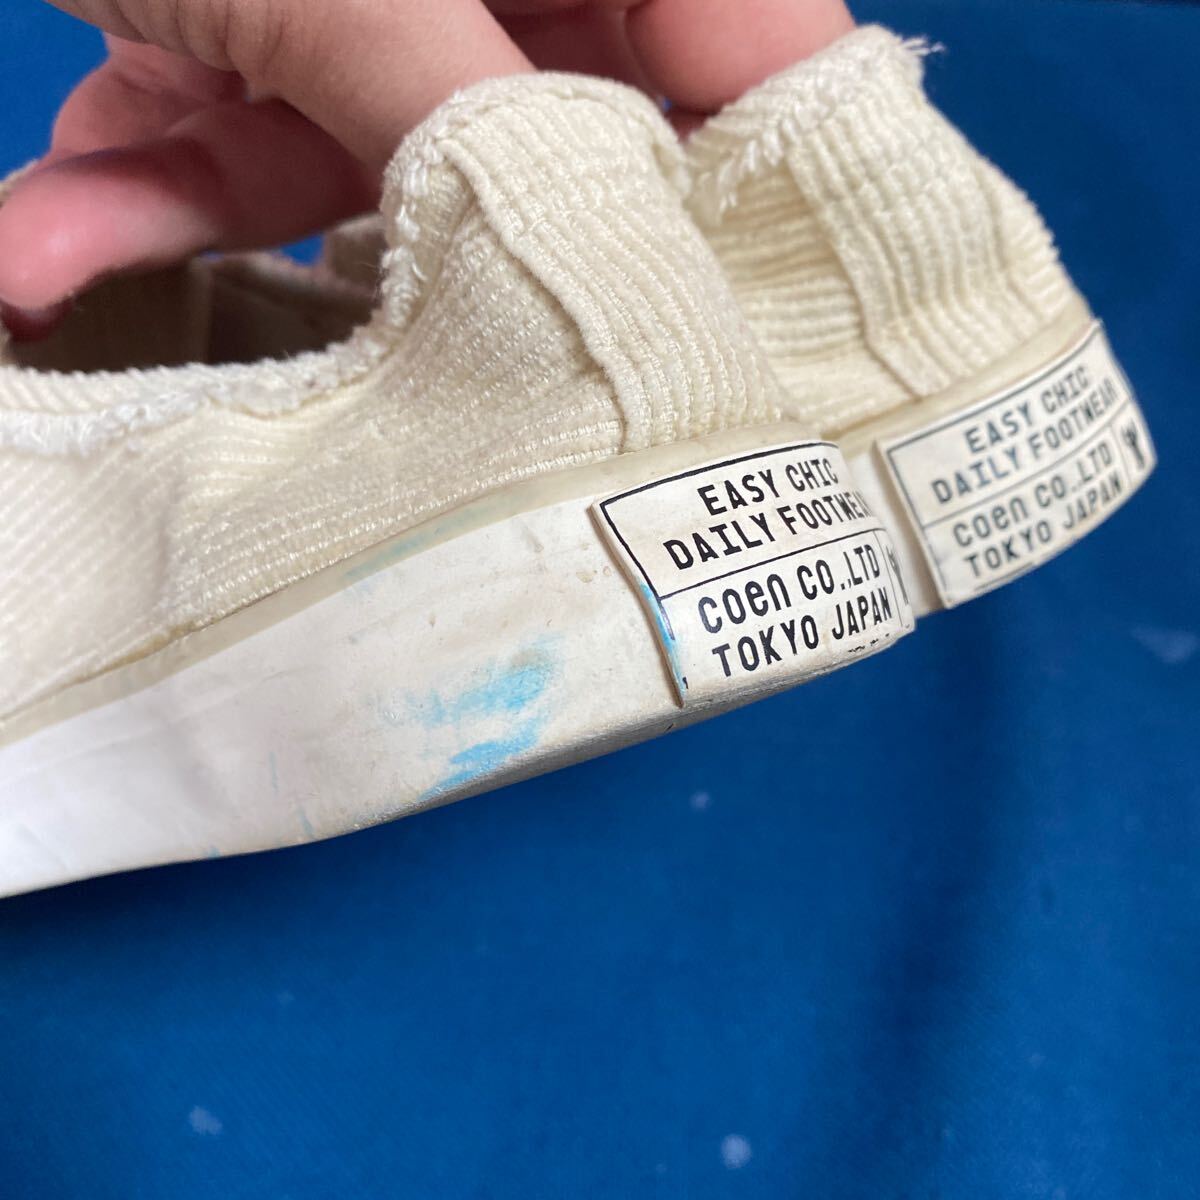 EASY CHIC
DAILY FOOTWEAR
coen CO.,LTD
TOKYO JAPAN
EASY CHIC
DAILY FOOTWEAR
coen CO.,LTD
TOKYO JAPAN